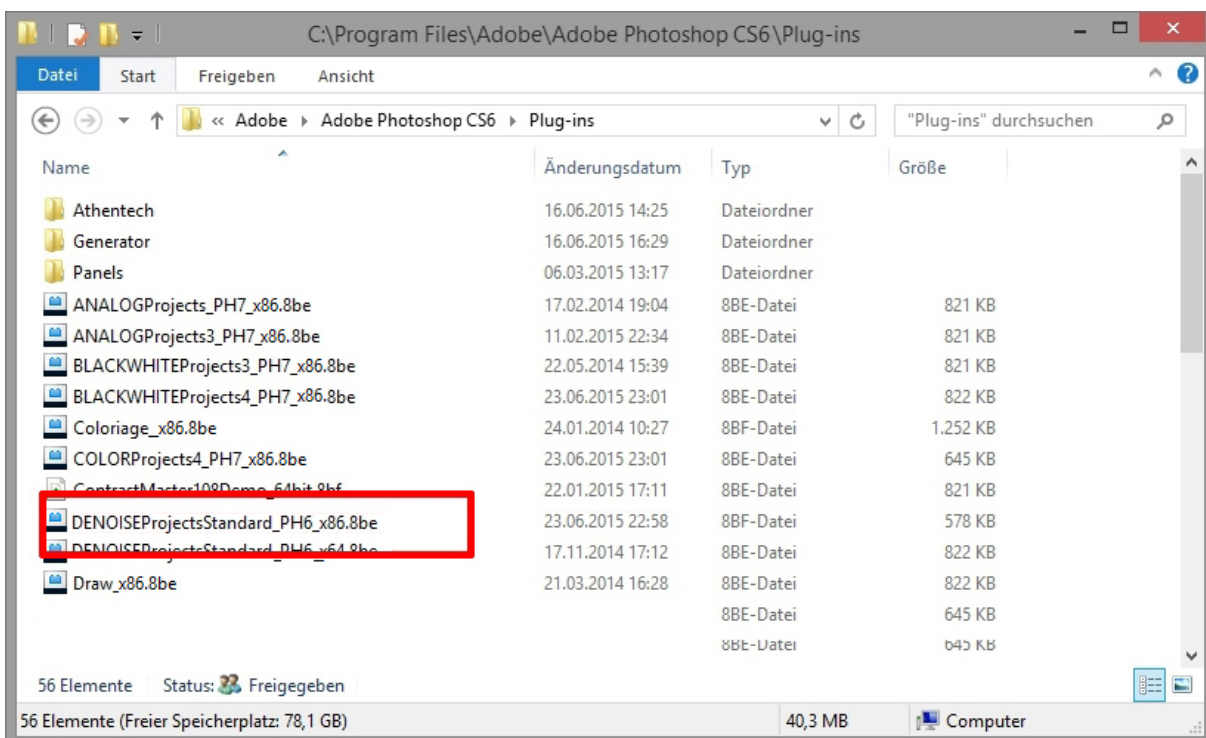 C:\Program Files\Adobe\Adobe Photoshop CS6\Plug-ins
Datei Start Freigeben Ansicht
« Adobe Adobe Photoshop CS6 Plug-ins "Plug-ins" durchsuchen
Name Änderungsdatum Typ Größe
Athentech 16.06.2015 14:25 Dateiordner
Generator 16.06.2015 16:29 Dateiordner
Panels 06.03.2015 13:17 Dateiordner
ANALOGProjects_PH7_x86.8be 17.02.2014 19:04 8BE-Datei 821 KB
ANALOGProjects3_PH7_x86.8be 11.02.2015 22:34 8BE-Datei 821 KB
BLACKWHITEProjects3_PH7_x86.8be 22.05.2014 15:39 8BE-Datei 821 KB
BLACKWHITEProjects4_PH7_x86.8be 23.06.2015 23:01 8BE-Datei 822 KB
Coloriage_x86.8be 24.01.2014 10:27 8BF-Datei 1.252 KB
COLORProjects4_PH7_x86.8be 23.06.2015 23:01 8BE-Datei 645 KB
ContrastMaster108Demo_64bit.8bf 22.01.2015 17:11 8BE-Datei 821 KB
DENOISEProjectsStandard_PH6_x86.8be 23.06.2015 22:58 8BF-Datei 578 KB
DENOISEProjectsStandard_PH6_x64.8be 17.11.2014 17:12 8BE-Datei 822 KB
Draw_x86.8be 21.03.2014 16:28 8BE-Datei 822 KB
8BE-Datei 645 KB
8BE-Datei 645 KB
56 Elemente Status: Freigegeben
56 Elemente (Freier Speicherplatz: 78,1 GB) 40,3 MB Computer